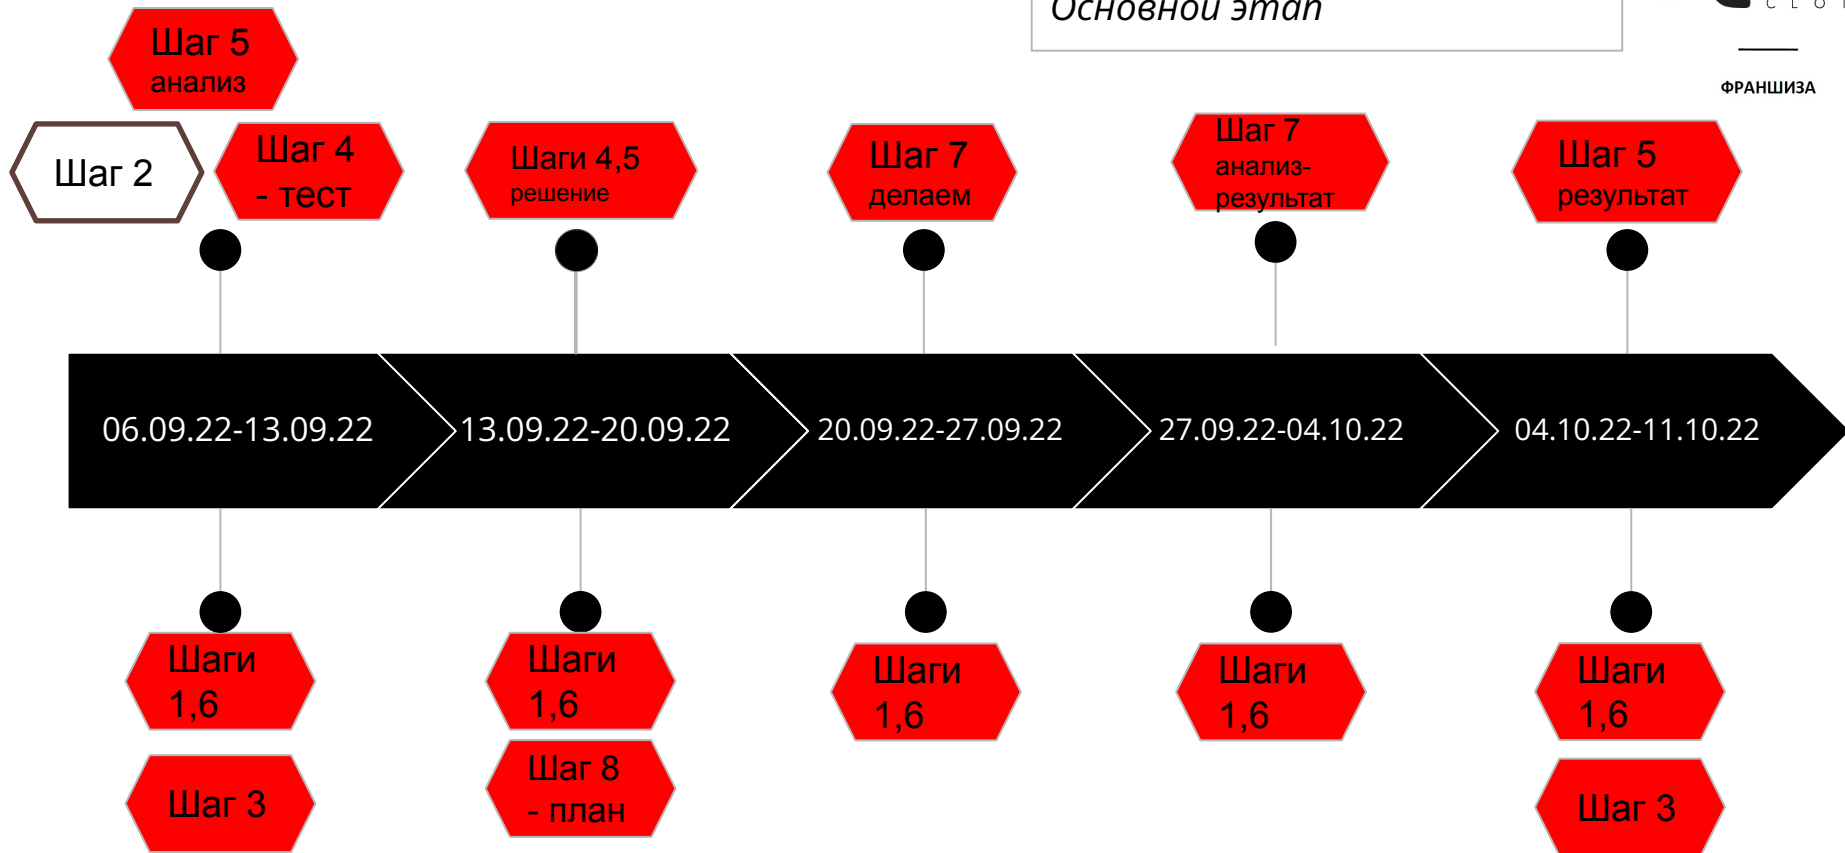 Основной этап
C L O
ФРАНШИЗА
Шаг 5
анализ
Шаг 2
Шаг 4
- тест
Шаги 4,5
решение
Шаг 7
делаем
Шаг 7
анализ-
результат
Шаг 5
результат
06.09.22-13.09.22
13.09.22-20.09.22
20.09.22-27.09.22
27.09.22-04.10.22
04.10.22-11.10.22
Шаги
1,6
Шаги
1,6
Шаги
1,6
Шаги
1,6
Шаги
1,6
Шаг 3
Шаг 8
- план
Шаг 3